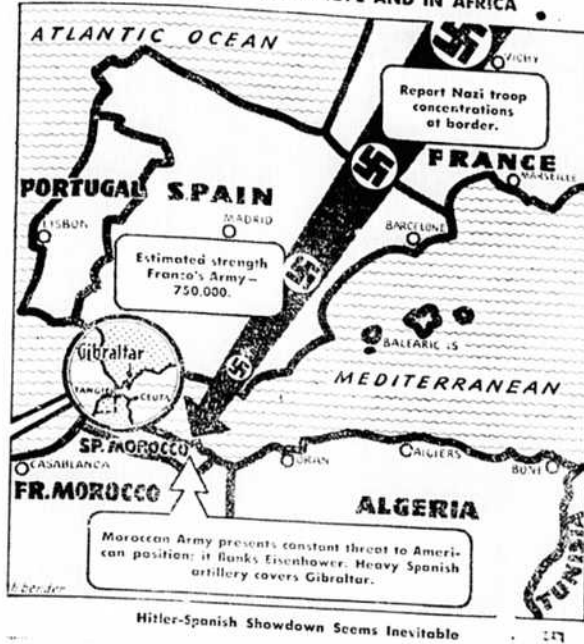 AND IN AFRICA
ATLANTIC OCEAN
VICHY
Report Nazi troop
concentrations
at border.
FRANCE
MARSEILLE
PORTUGAL
SPAIN
LISBON
MADRID
BARCELONE
Estimated strength
Franco's Army—
750,000.
BALEARIC IS
Gibraltar
TANGIER
CEUTA
MEDITERRANEAN
SP. MOROCCO
CASABLANCA
ORAN
ALGIERS
BONE
FR. MOROCCO
ALGERIA
TUNISIA
Moroccan Army presents constant threat to Ameri-
can position; it flanks Eisenhower. Heavy Spanish
artillery covers Gibraltar.
Hitler-Spanish Showdown Seems Inevitable